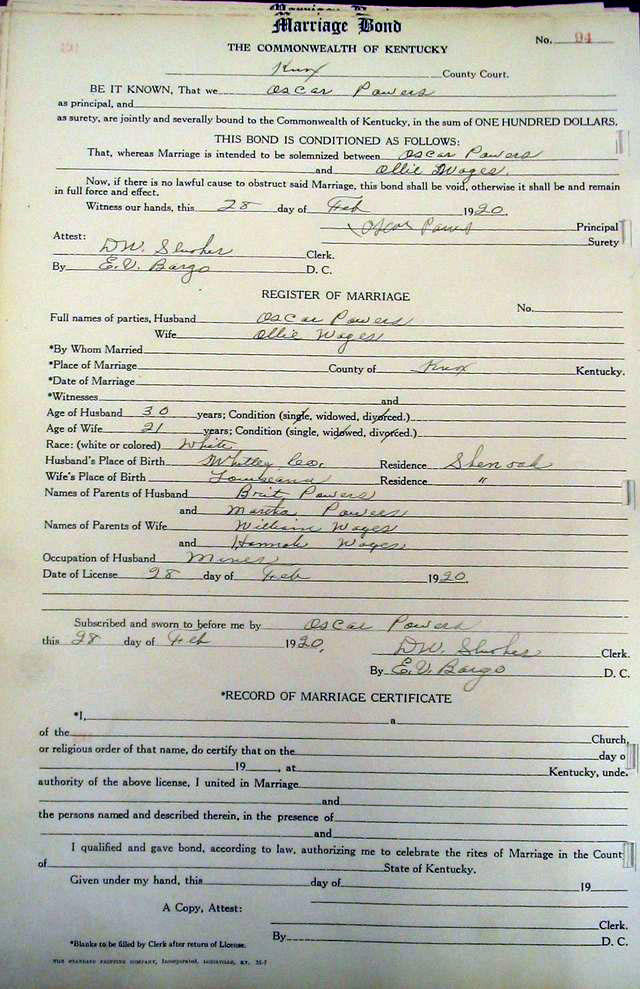 Marriage Bond
THE COMMONWEALTH OF KENTUCKY
No. 94
Knox County Court.
BE IT KNOWN, That we Oscar Powers
as principal, and
as surety, are jointly and severally bound to the Commonwealth of Kentucky, in the sum of ONE HUNDRED DOLLARS.
THIS BOND IS CONDITIONED AS FOLLOWS:
That, whereas Marriage is intended to be solemnized between Oscar Powers
and Ollie Wages.
Now, if there is no lawful cause to obstruct said Marriage, this bond shall be void, otherwise it shall be and remain
in full force and effect.
Witness our hands, this 28 day of Feb 1920.
Oscar Powers Principal
Surety
Attest:
D.W. Slusher Clerk.
By E.V. Bargo D. C.
REGISTER OF MARRIAGE
No.
Full names of parties, Husband Oscar Powers
Wife Ollie Wages
*By Whom Married
*Place of Marriage County of Knox Kentucky.
*Date of Marriage
*Witnesses and
Age of Husband 30 years; Condition (single, widowed, divorced.)
Age of Wife 21 years; Condition (single, widowed, divorced.)
Race: (white or colored) White
Husband's Place of Birth Whitley Co. Residence
Wife's Place of Birth Residence "
Names of Parents of Husband Brit Powers
and Martha Powers
Names of Parents of Wife William Wages
and Hannah Wages
Occupation of Husband Miner
Date of License 28 day of Feb 1920.
Subscribed and sworn to before me by Oscar Powers
this 28 day of Feb 1920.
D.W. Slusher Clerk.
By E.V. Bargo D. C.
*RECORD OF MARRIAGE CERTIFICATE
*I, a
of the Church,
or religious order of that name, do certify that on the day o
19 , at Kentucky, unde.
authority of the above license, I united in Marriage
and
the persons named and described therein, in the presence of
and
I qualified and gave bond, according to law, authorizing me to celebrate the rites of Marriage in the Count
of State of Kentucky.
Given under my hand, this day of 19
A Copy, Attest:
Clerk.
By D. C.
*Blanks to be filled by Clerk after return of License.
THE STANDARD PRINTING COMPANY, Incorporated, LOUISVILLE, KY.